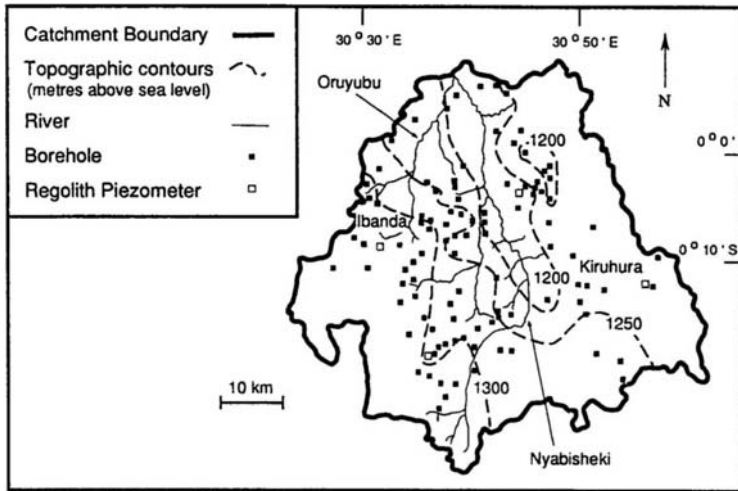 Catchment Boundary
Topographic contours
(metres above sea level)
River
Borehole
Regolith Piezometer
30 ° 30 ' E
30 ° 50 ' E
Oruyubu
N
1200
0 ° 0 '
Ibanda
0 ° 10 ' S
Kiruhura
1200
1250
10 km
1300
Nyabisheki